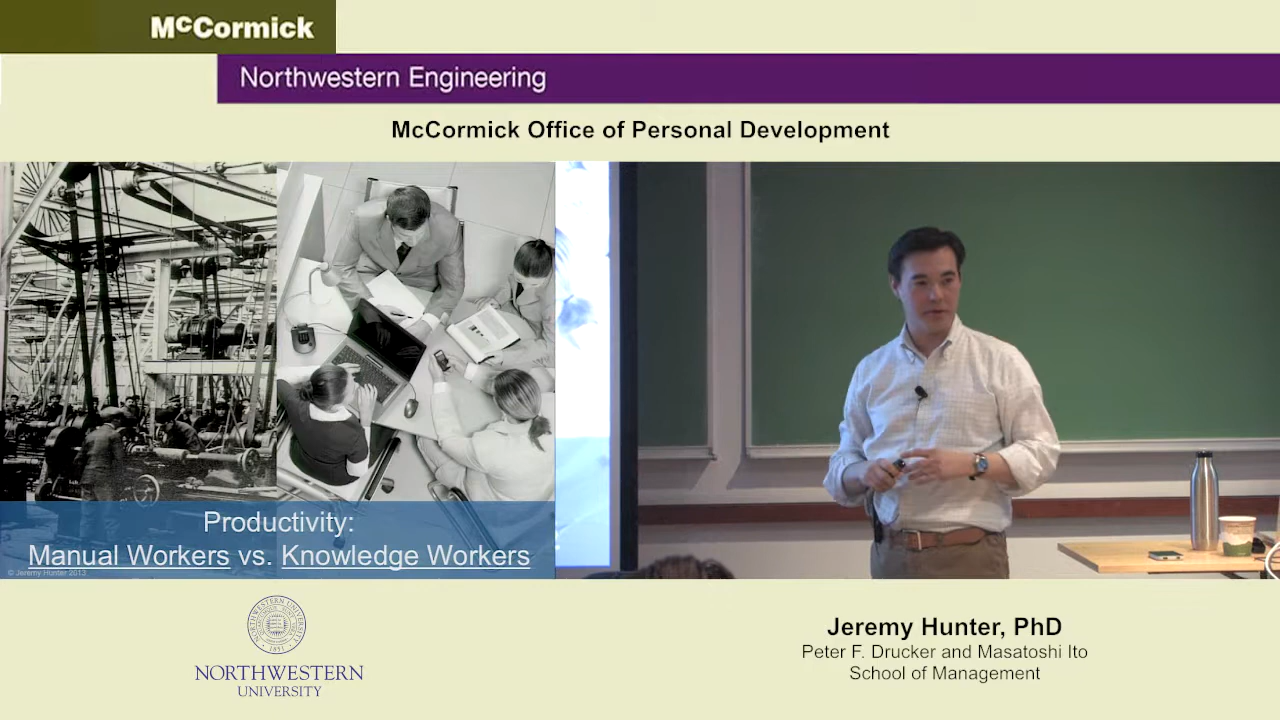 McCormick
Northwestern Engineering
McCormick Office of Personal Development
Productivity:
Manual Workers vs. Knowledge Workers
© Jeremy Hunter 2013
NORTHWESTERN
UNIVERSITY
Jeremy Hunter, PhD
Peter F. Drucker and Masatoshi Ito
School of Management